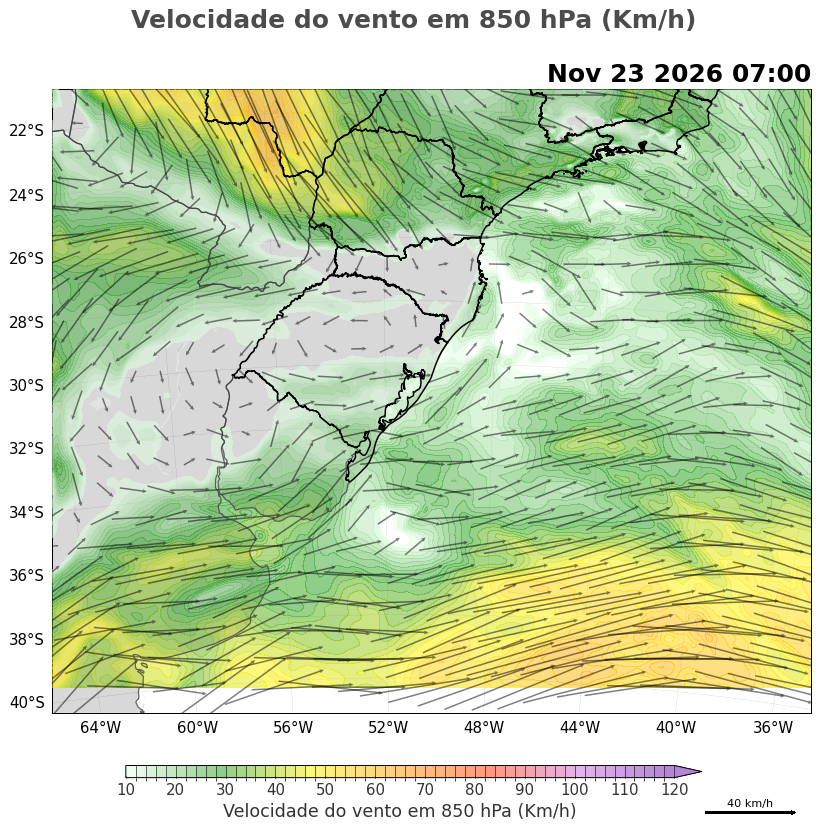 Velocidade do vento em 850 hPa (Km/h)
Nov 23 2026 07:00
22°S
24°S
26°S
28°S
30°S
32°S
34°S
36°S
38°S
40°S
64°W 60°W 56°W 52°W 48°W 44°W 40°W 36°W
10 20 30 40 50 60 70 80 90 100 110 120
Velocidade do vento em 850 hPa (Km/h)
40 km/h